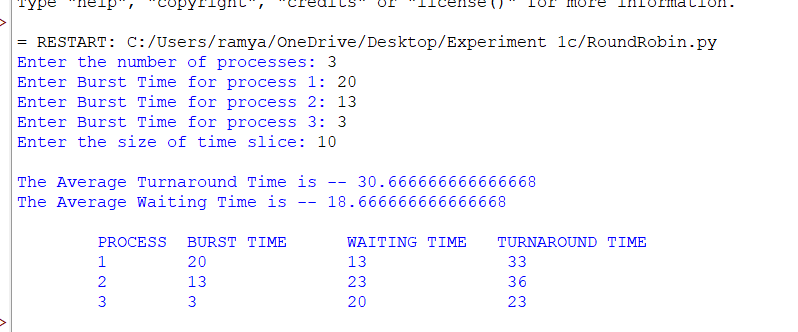 Type "help", "copyright", "credits" or "license()" for more information.
>
= RESTART: C:/Users/ramya/OneDrive/Desktop/Experiment 1c/RoundRobin.py
Enter the number of processes: 3
Enter Burst Time for process 1: 20
Enter Burst Time for process 2: 13
Enter Burst Time for process 3: 3
Enter the size of time slice: 10
The Average Turnaround Time is -- 30.666666666666668
The Average Waiting Time is -- 18.666666666666668
PROCESS BURST TIME WAITING TIME TURNAROUND TIME
1 20 13 33
2 13 23 36
3 3 20 23
>